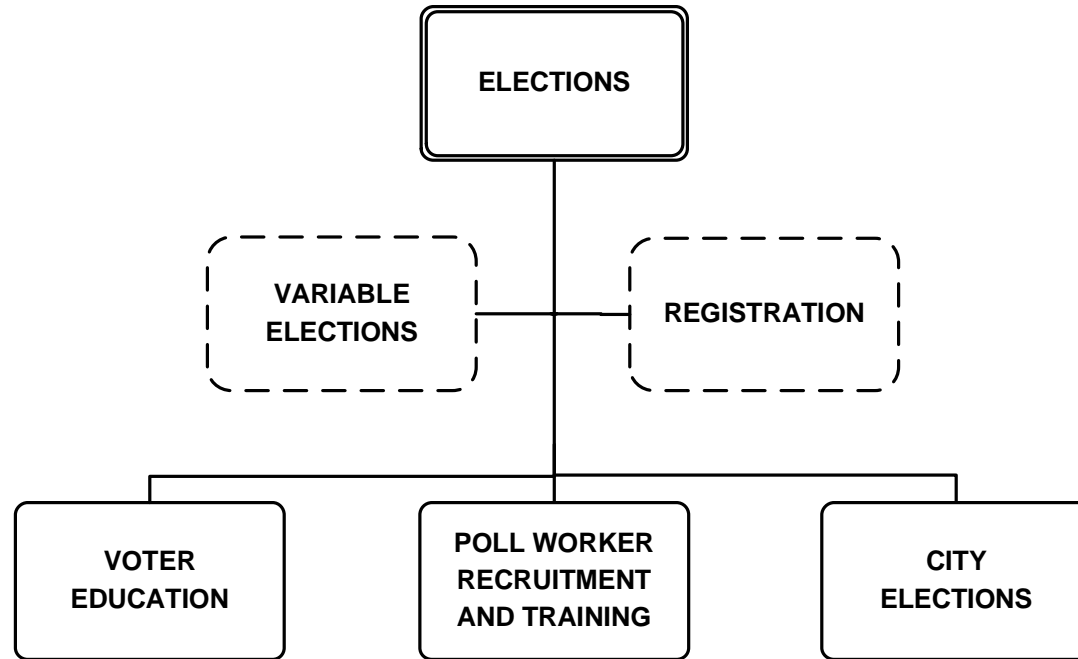 ELECTIONS
VARIABLE
ELECTIONS
REGISTRATION
VOTER
EDUCATION
POLL WORKER
RECRUITMENT
AND TRAINING
CITY
ELECTIONS